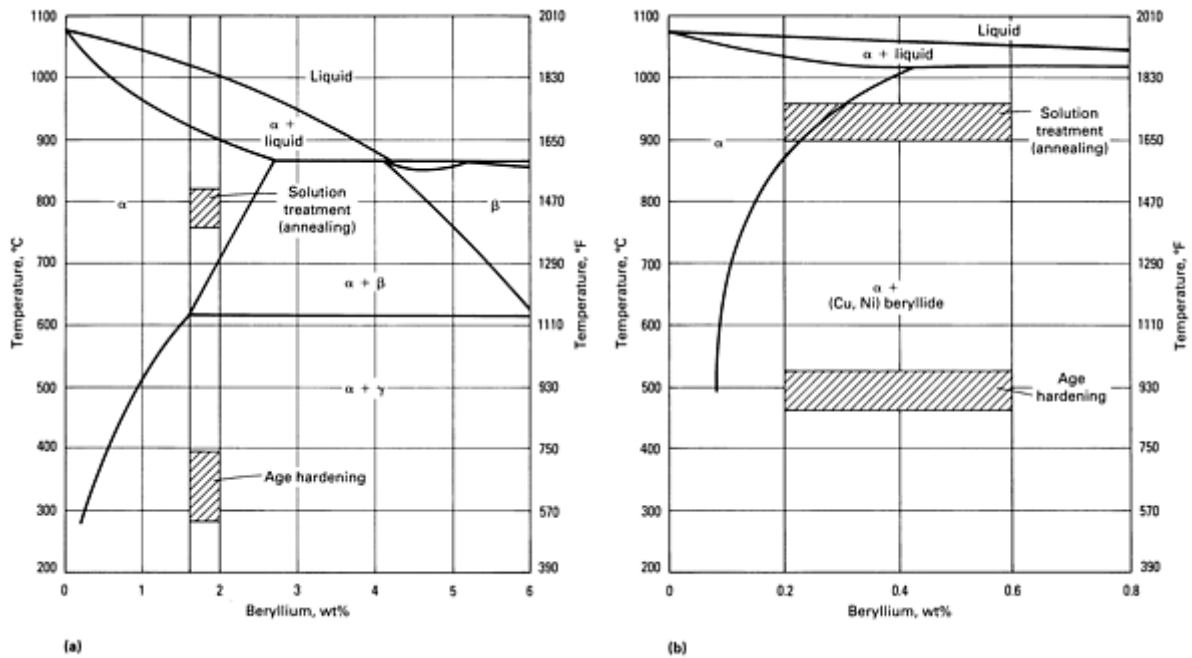 1100
1000
900
800
700
600
500
400
300
200
Temperature, °C
2010
1830
1650
1470
1290
1110
930
750
570
390
Temperature, °F
Liquid
α +
liquid
α
Solution
treatment
(annealing)
β
α + β
α + γ
Age hardening
0
1
2
3
4
5
6
Beryllium, wt%
(a)
1100
1000
900
800
700
600
500
400
300
200
Temperature, °C
2010
1830
1650
1470
1290
1110
930
750
570
390
Temperature, °F
Liquid
α + liquid
Solution
treatment
(annealing)
α
α +
(Cu, Ni) beryllide
Age
hardening
0
0.2
0.4
0.6
0.8
Beryllium, wt%
(b)